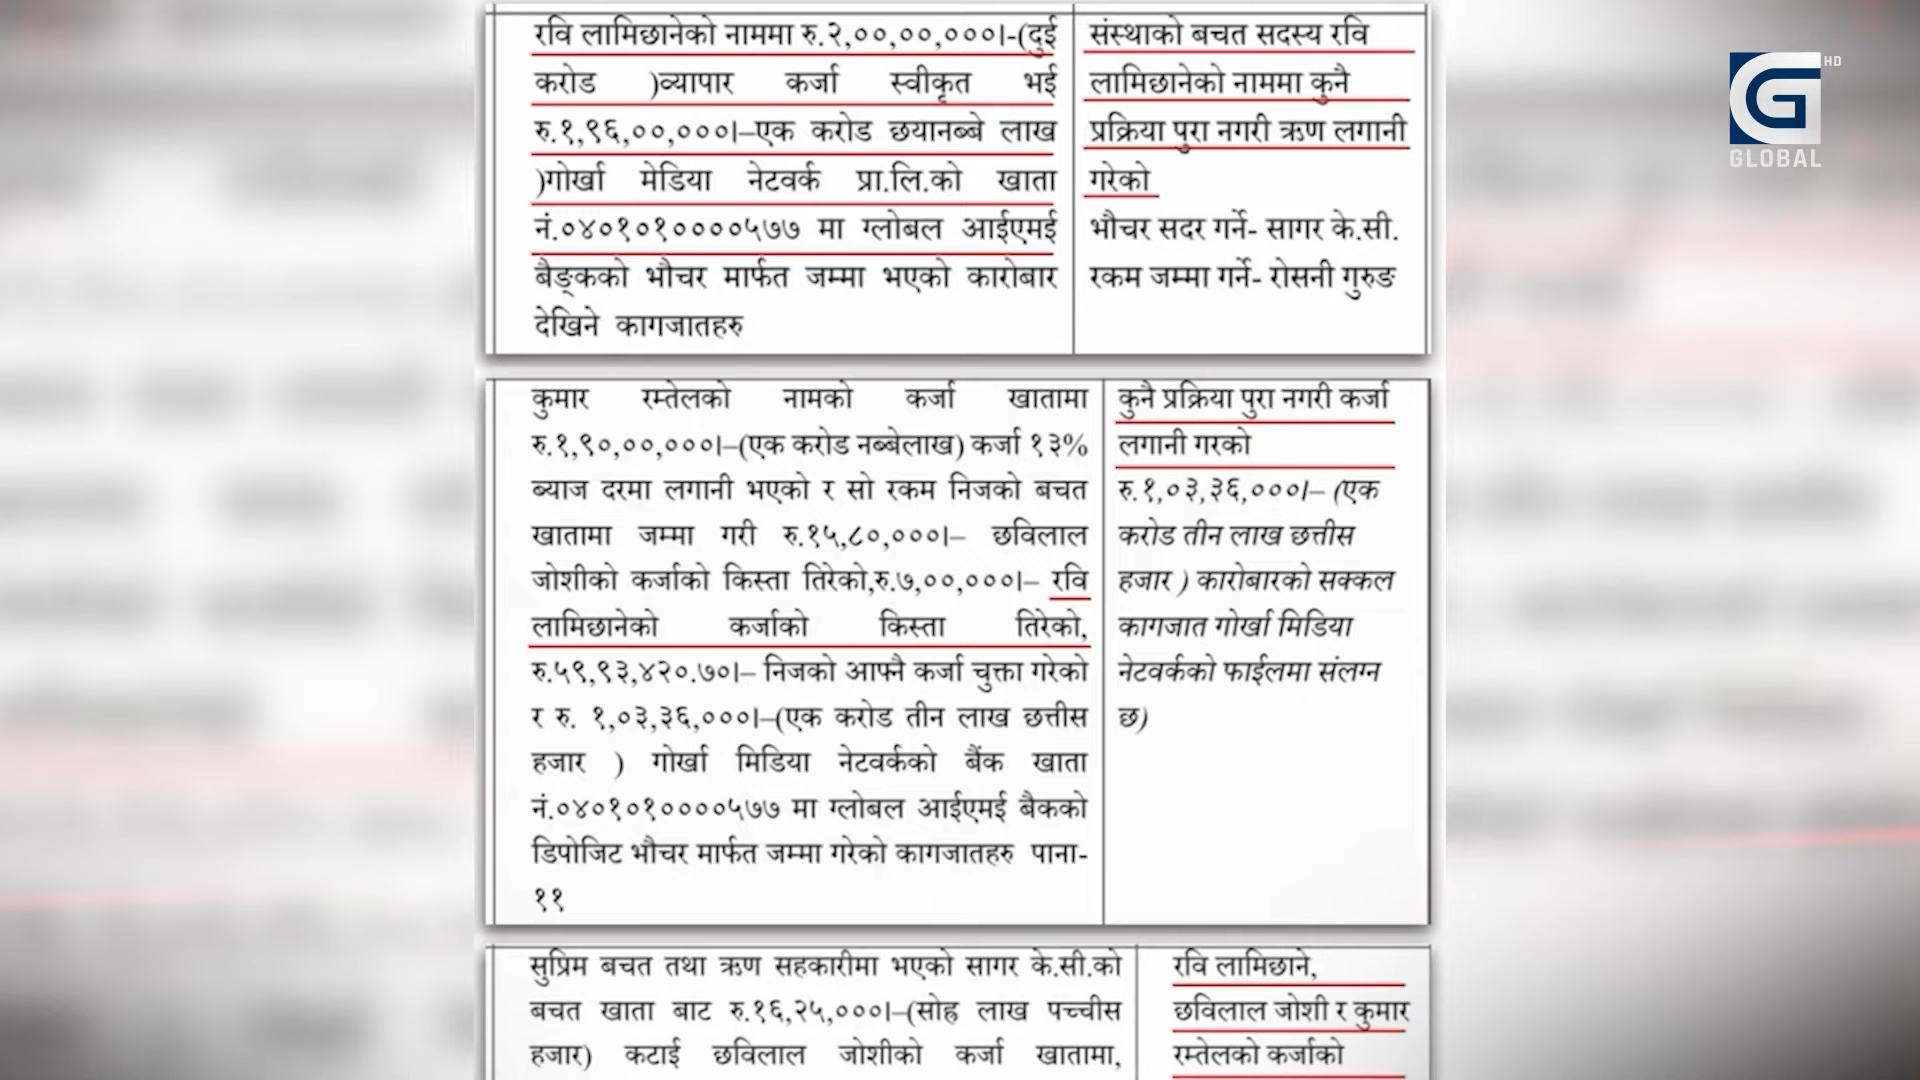 रवि लामिछानेको नाममा रु.२,००,००,०००।-(दुई
करोड )व्यापार कर्जा स्वीकृत भई
रु.१,९६,००,०००।–एक करोड छयानब्बे लाख
)गोर्खा मेडिया नेटवर्क प्रा.लि.को खाता
नं.०४०१०१००००५७७ मा ग्लोबल आईएमई
बैङ्कको भौचर मार्फत जम्मा भएको कारोबार
देखिने कागजातहरु
संस्थाको बचत सदस्य रवि
लामिछानेको नाममा कुनै
प्रक्रिया पुरा नगरी ऋण लगानी
गरेको
भौचर सदर गर्ने- सागर के.सी.
रकम जम्मा गर्ने- रोसनी गुरुङ
कुमार रम्तेलको नामको कर्जा खातामा
रु.१,९०,००,०००।–(एक करोड नब्बेलाख) कर्जा १३%
ब्याज दरमा लगानी भएको र सो रकम निजको बचत
खातामा जम्मा गरी रु.१५,८०,०००।– छविलाल
जोशीको कर्जाको किस्ता तिरेको,रु.७,००,०००।– रवि
लामिछानेको कर्जाको किस्ता तिरेको,
रु.५९,९३,४२०.७०।– निजको आफ्नै कर्जा चुक्ता गरेको
र रु. १,०३,३६,०००।–(एक करोड तीन लाख छत्तीस
हजार ) गोर्खा मिडिया नेटवर्कको बैंक खाता
नं.०४०१०१००००५७७ मा ग्लोबल आईएमई बैकको
डिपोजिट भौचर मार्फत जम्मा गरेको कागजातहरु पाना-
११
कुनै प्रक्रिया पुरा नगरी कर्जा
लगानी गरको
रु.१,०३,३६,०००।– (एक
करोड तीन लाख छत्तीस
हजार ) कारोबारको सक्कल
कागजात गोर्खा मिडिया
नेटवर्कको फाईलमा संलग्न
छ)
सुप्रिम बचत तथा ऋण सहकारीमा भएको सागर के.सी.को
बचत खाता बाट रु.१६,२५,०००।–(सोह्र लाख पच्चीस
हजार) कटाई छविलाल जोशीको कर्जा खातामा,
रवि लामिछाने,
छविलाल जोशी र कुमार
रम्तेलको कर्जाको
HD
GLOBAL